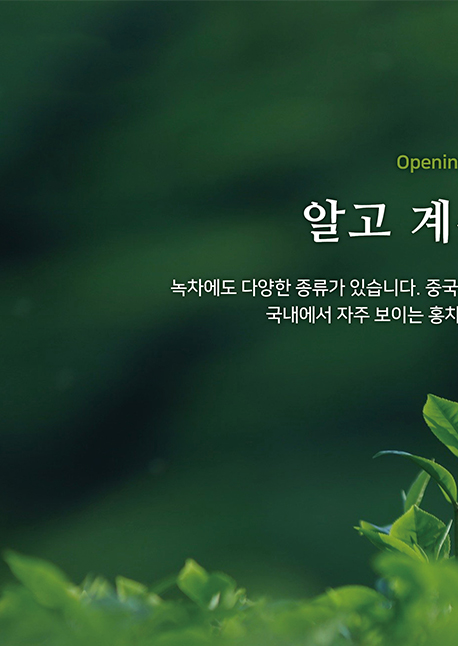 Openin
알고 계
녹차에도 다양한 종류가 있습니다. 중국
국내에서 자주 보이는 홍차